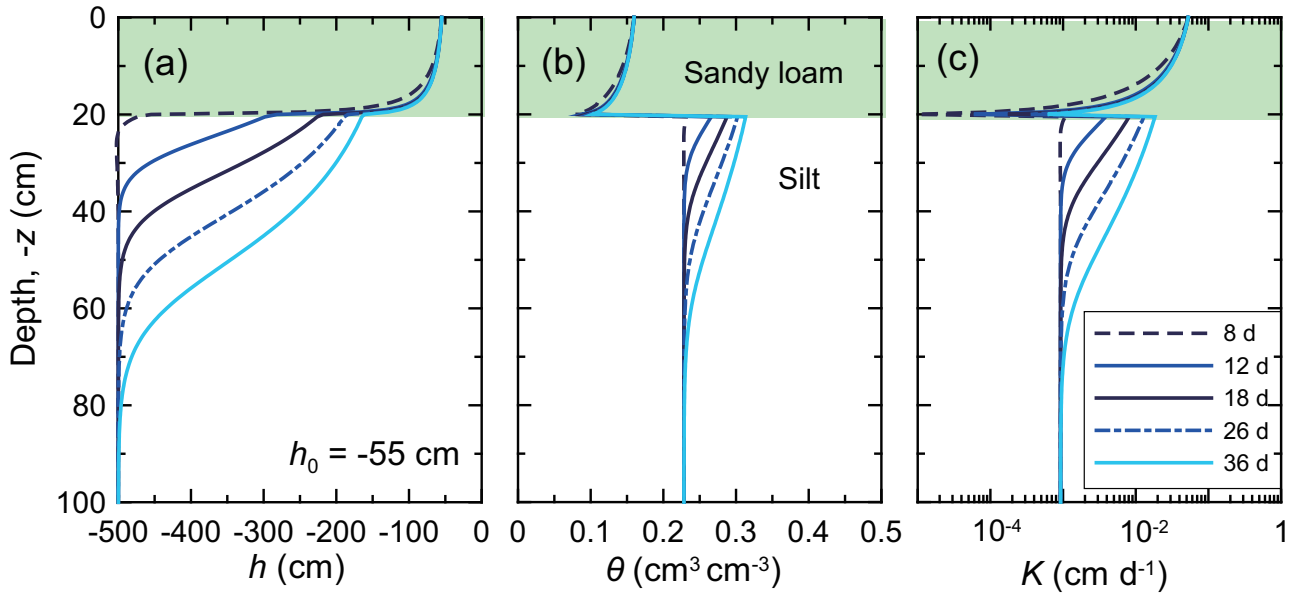 (a)
(b)
(c)
Sandy loam
Silt
h₀ = -55 cm
Depth, -z (cm)
0
20
40
60
80
100
-500 -400 -300 -200 -100 0
h (cm)
0 0.1 0.2 0.3 0.4 0.5
θ (cm³ cm⁻³)
10⁻⁴ 10⁻² 1
K (cm d⁻¹)
8 d
12 d
18 d
26 d
36 d